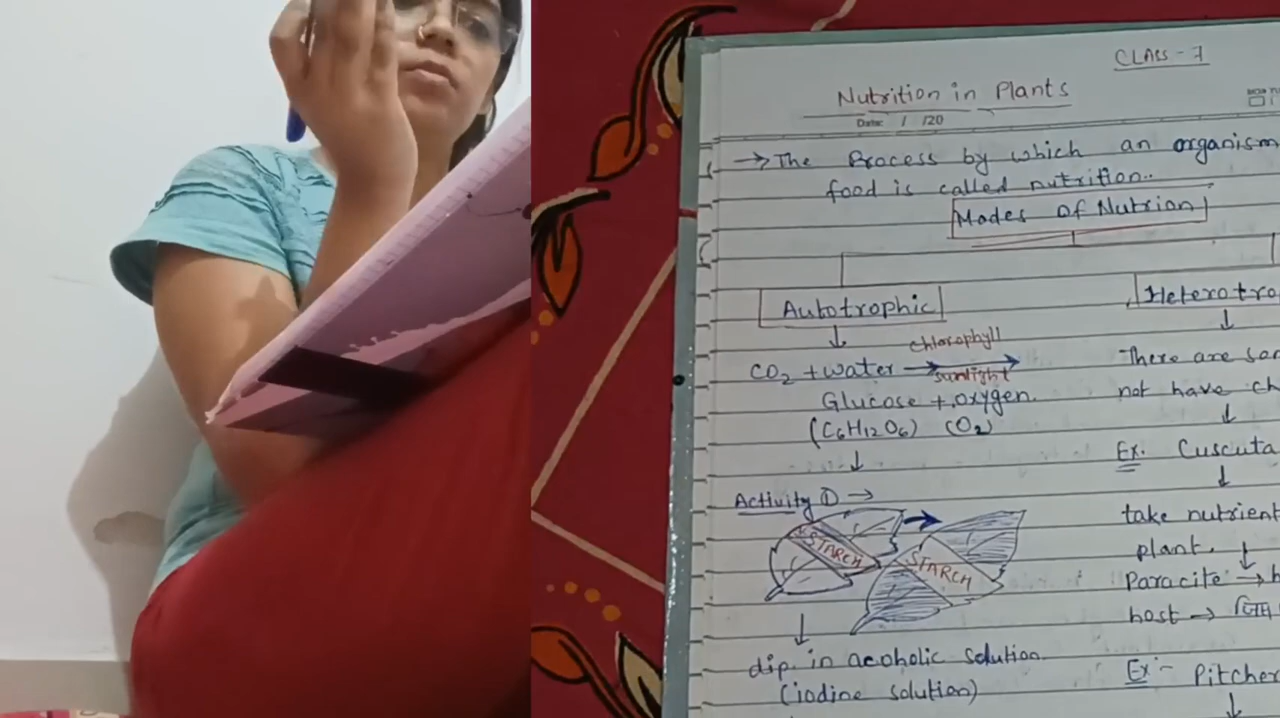 CLASS - 7
Nutrition in Plants
Date: / /20
→ The Process by which an organism
food is called nutrition..
Modes of Nutrion
Autotrophic
Heterotro
CO2 + water → chlorophyll sunlight
Glucose + oxygen.
(C6H12O6) (O2)
There are
not have ch
Ex. Cuscuta
Activity ① →
STARCH
STARCH
take nutrient
plant.
Paracite →
host →
dip in acoholic solution
(iodine solution)
Ex:- Pitcher